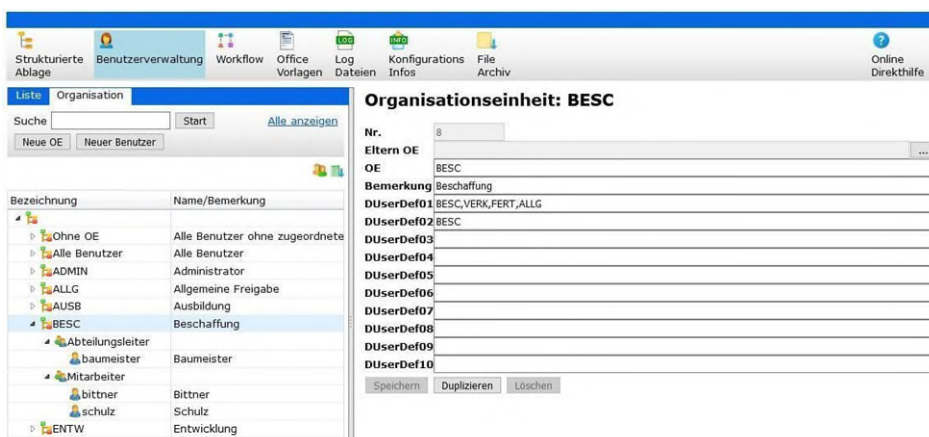 Strukturierte Ablage
Benutzerverwaltung
Workflow
Office Vorlagen
Log Dateien
Konfigurations Infos
File Archiv
Online Direkthilfe
LOG
INFO
?
Liste
Organisation
Suche
Start
Alle anzeigen
Neue OE
Neuer Benutzer
Bezeichnung Name/Bemerkung
Ohne OE Alle Benutzer ohne zugeordnete
Alle Benutzer Alle Benutzer
ADMIN Administrator
ALLG Allgemeine Freigabe
AUSB Ausbildung
BESC Beschaffung
Abteilungsleiter
baumeister Baumeister
Mitarbeiter
bittner Bittner
schulz Schulz
ENTW Entwicklung
Organisationseinheit: BESC
Nr. 8
Eltern OE ...
OE BESC
Bemerkung Beschaffung
DUserDef01 BESC,VERK,FERT,ALLG
DUserDef02 BESC
DUserDef03
DUserDef04
DUserDef05
DUserDef06
DUserDef07
DUserDef08
DUserDef09
DUserDef10
Speichern Duplizieren Löschen